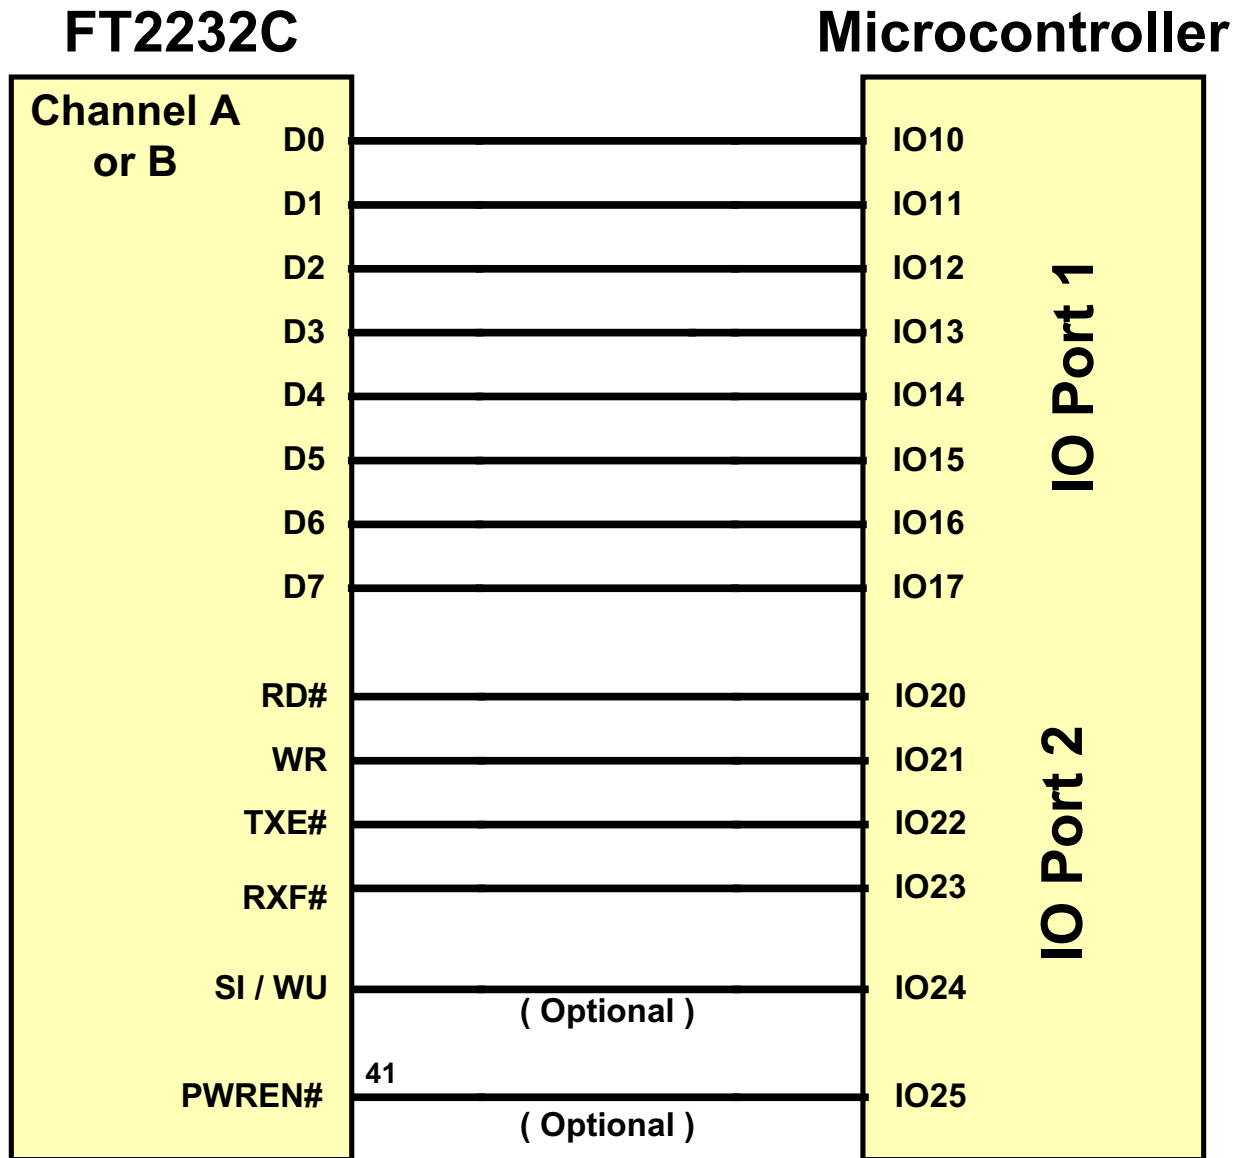 FT2232C Microcontroller
Channel A
or B
D0 IO10
D1 IO11
D2 IO12
D3 IO13
D4 IO14
D5 IO15
D6 IO16
D7 IO17
IO Port 1
RD# IO20
WR IO21
TXE# IO22
RXF# IO23
SI / WU ( Optional ) IO24
PWREN# 41 ( Optional ) IO25
IO Port 2